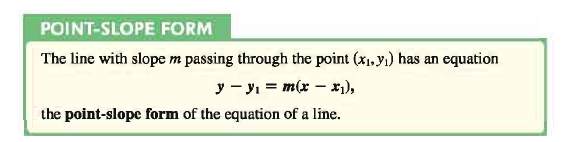 POINT-SLOPE FORM
The line with slope m passing through the point (x₁, y₁) has an equation
y − y₁ = m(x − x₁),
the point-slope form of the equation of a line.